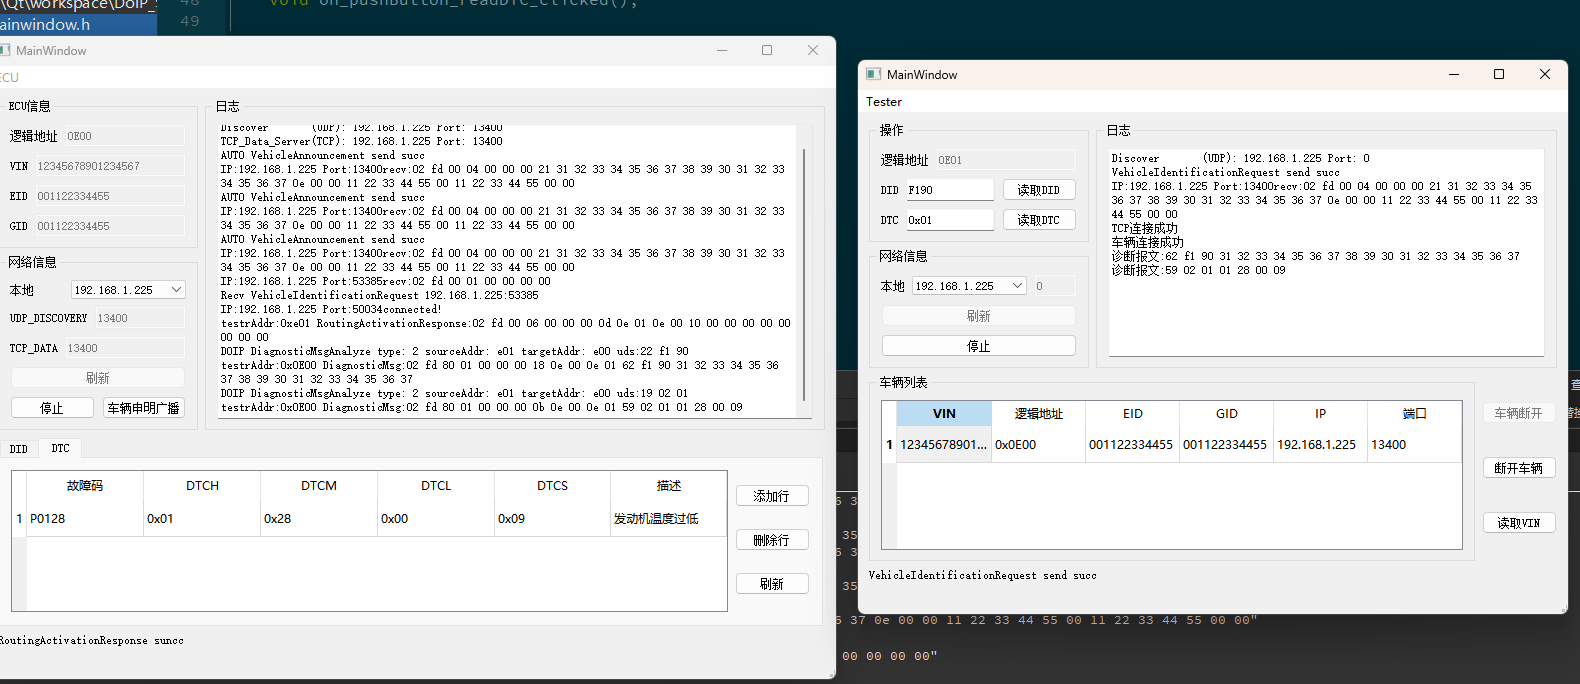 \Qt\workspace\DoIP_
ainwindow.h
48
49
void on_pushButton_readDTC_clicked();
MainWindow
ECU
ECU信息
逻辑地址 0E00
VIN 12345678901234567
EID 001122334455
GID 001122334455
网络信息
本地 192.168.1.225
UDP_DISCOVERY 13400
TCP_DATA 13400
刷新
停止 车辆申明广播
日志
Discover (UDP): 192.168.1.225 Port: 13400
TCP_Data_Server(TCP): 192.168.1.225 Port: 13400
AUTO VehicleAnnouncement send succ
IP:192.168.1.225 Port:13400recv:02 fd 00 04 00 00 00 21 31 32 33 34 35 36 37 38 39 30 31 32 33
34 35 36 37 0e 00 00 11 22 33 44 55 00 11 22 33 44 55 00 00
AUTO VehicleAnnouncement send succ
IP:192.168.1.225 Port:13400recv:02 fd 00 04 00 00 00 21 31 32 33 34 35 36 37 38 39 30 31 32 33
34 35 36 37 0e 00 00 11 22 33 44 55 00 11 22 33 44 55 00 00
AUTO VehicleAnnouncement send succ
IP:192.168.1.225 Port:13400recv:02 fd 00 04 00 00 00 21 31 32 33 34 35 36 37 38 39 30 31 32 33
34 35 36 37 0e 00 00 11 22 33 44 55 00 11 22 33 44 55 00 00
IP:192.168.1.225 Port:53385recv:02 fd 00 01 00 00 00 00
Recv VehicleIdentificationRequest 192.168.1.225:53385
IP:192.168.1.225 Port:50034connected!
testrAddr:0xe01 RoutingActivationResponse:02 fd 00 06 00 00 00 0d 0e 01 0e 00 10 00 00 00 00 00
00 00 00
DOIP DiagnosticMsgAnalyze type: 2 sourceAddr: e01 targetAddr: e00 uds:22 f1 90
testrAddr:0x0E00 DiagnosticMsg:02 fd 80 01 00 00 00 18 0e 00 0e 01 62 f1 90 31 32 33 34 35 36
37 38 39 30 31 32 33 34 35 36 37
DOIP DiagnosticMsgAnalyze type: 2 sourceAddr: e01 targetAddr: e00 uds:19 02 01
testrAddr:0x0E00 DiagnosticMsg:02 fd 80 01 00 00 00 0b 0e 00 0e 01 59 02 01 01 28 00 09
DID DTC
故障码 DTCH DTCM DTCL DTCS 描述
1 P0128 0x01 0x28 0x00 0x09 发动机温度过低
添加行
删除行
刷新
RoutingActivationResponse suncc
MainWindow
Tester
操作
逻辑地址 0E01
DID F190 读取DID
DTC 0x01 读取DTC
网络信息
本地 192.168.1.225 0
刷新
停止
日志
Discover (UDP): 192.168.1.225 Port: 0
VehicleIdentificationRequest send succ
IP:192.168.1.225 Port:13400recv:02 fd 00 04 00 00 00 21 31 32 33 34 35
36 37 38 39 30 31 32 33 34 35 36 37 0e 00 00 11 22 33 44 55 00 11 22 33
44 55 00 00
TCP连接成功
车辆连接成功
诊断报文:62 f1 90 31 32 33 34 35 36 37 38 39 30 31 32 33 34 35 36 37
诊断报文:59 02 01 01 28 00 09
车辆列表
VIN 逻辑地址 EID GID IP 端口
1 12345678901... 0x0E00 001122334455 001122334455 192.168.1.225 13400
车辆断开
断开车辆
读取VIN
VehicleIdentificationRequest send succ
6 3
35
6 3
35
6 37 0e 00 00 11 22 33 44 55 00 11 22 33 44 55 00 00"
00 00 00 00"